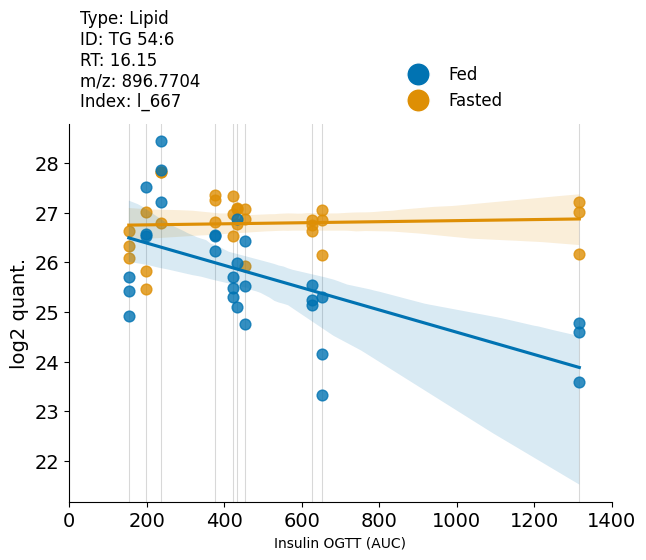 Type: Lipid
ID: TG 54:6
RT: 16.15
m/z: 896.7704
Index: l_667
Fed
Fasted
28
27
26
25
24
23
22
log2 quant.
0 200 400 600 800 1000 1200 1400
Insulin OGTT (AUC)